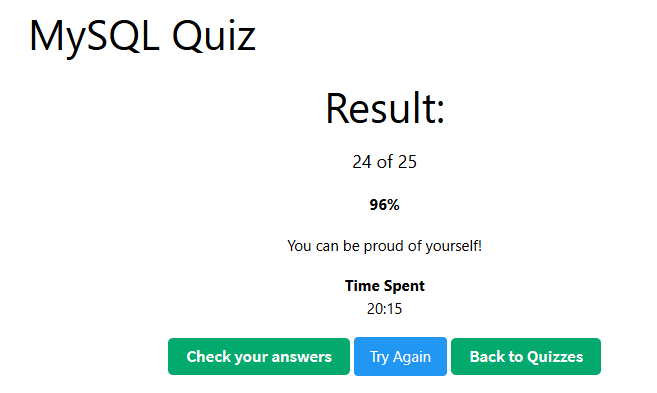 MySQL Quiz
Result:
24 of 25
96%
You can be proud of yourself!
Time Spent
20:15
Check your answers Try Again Back to Quizzes